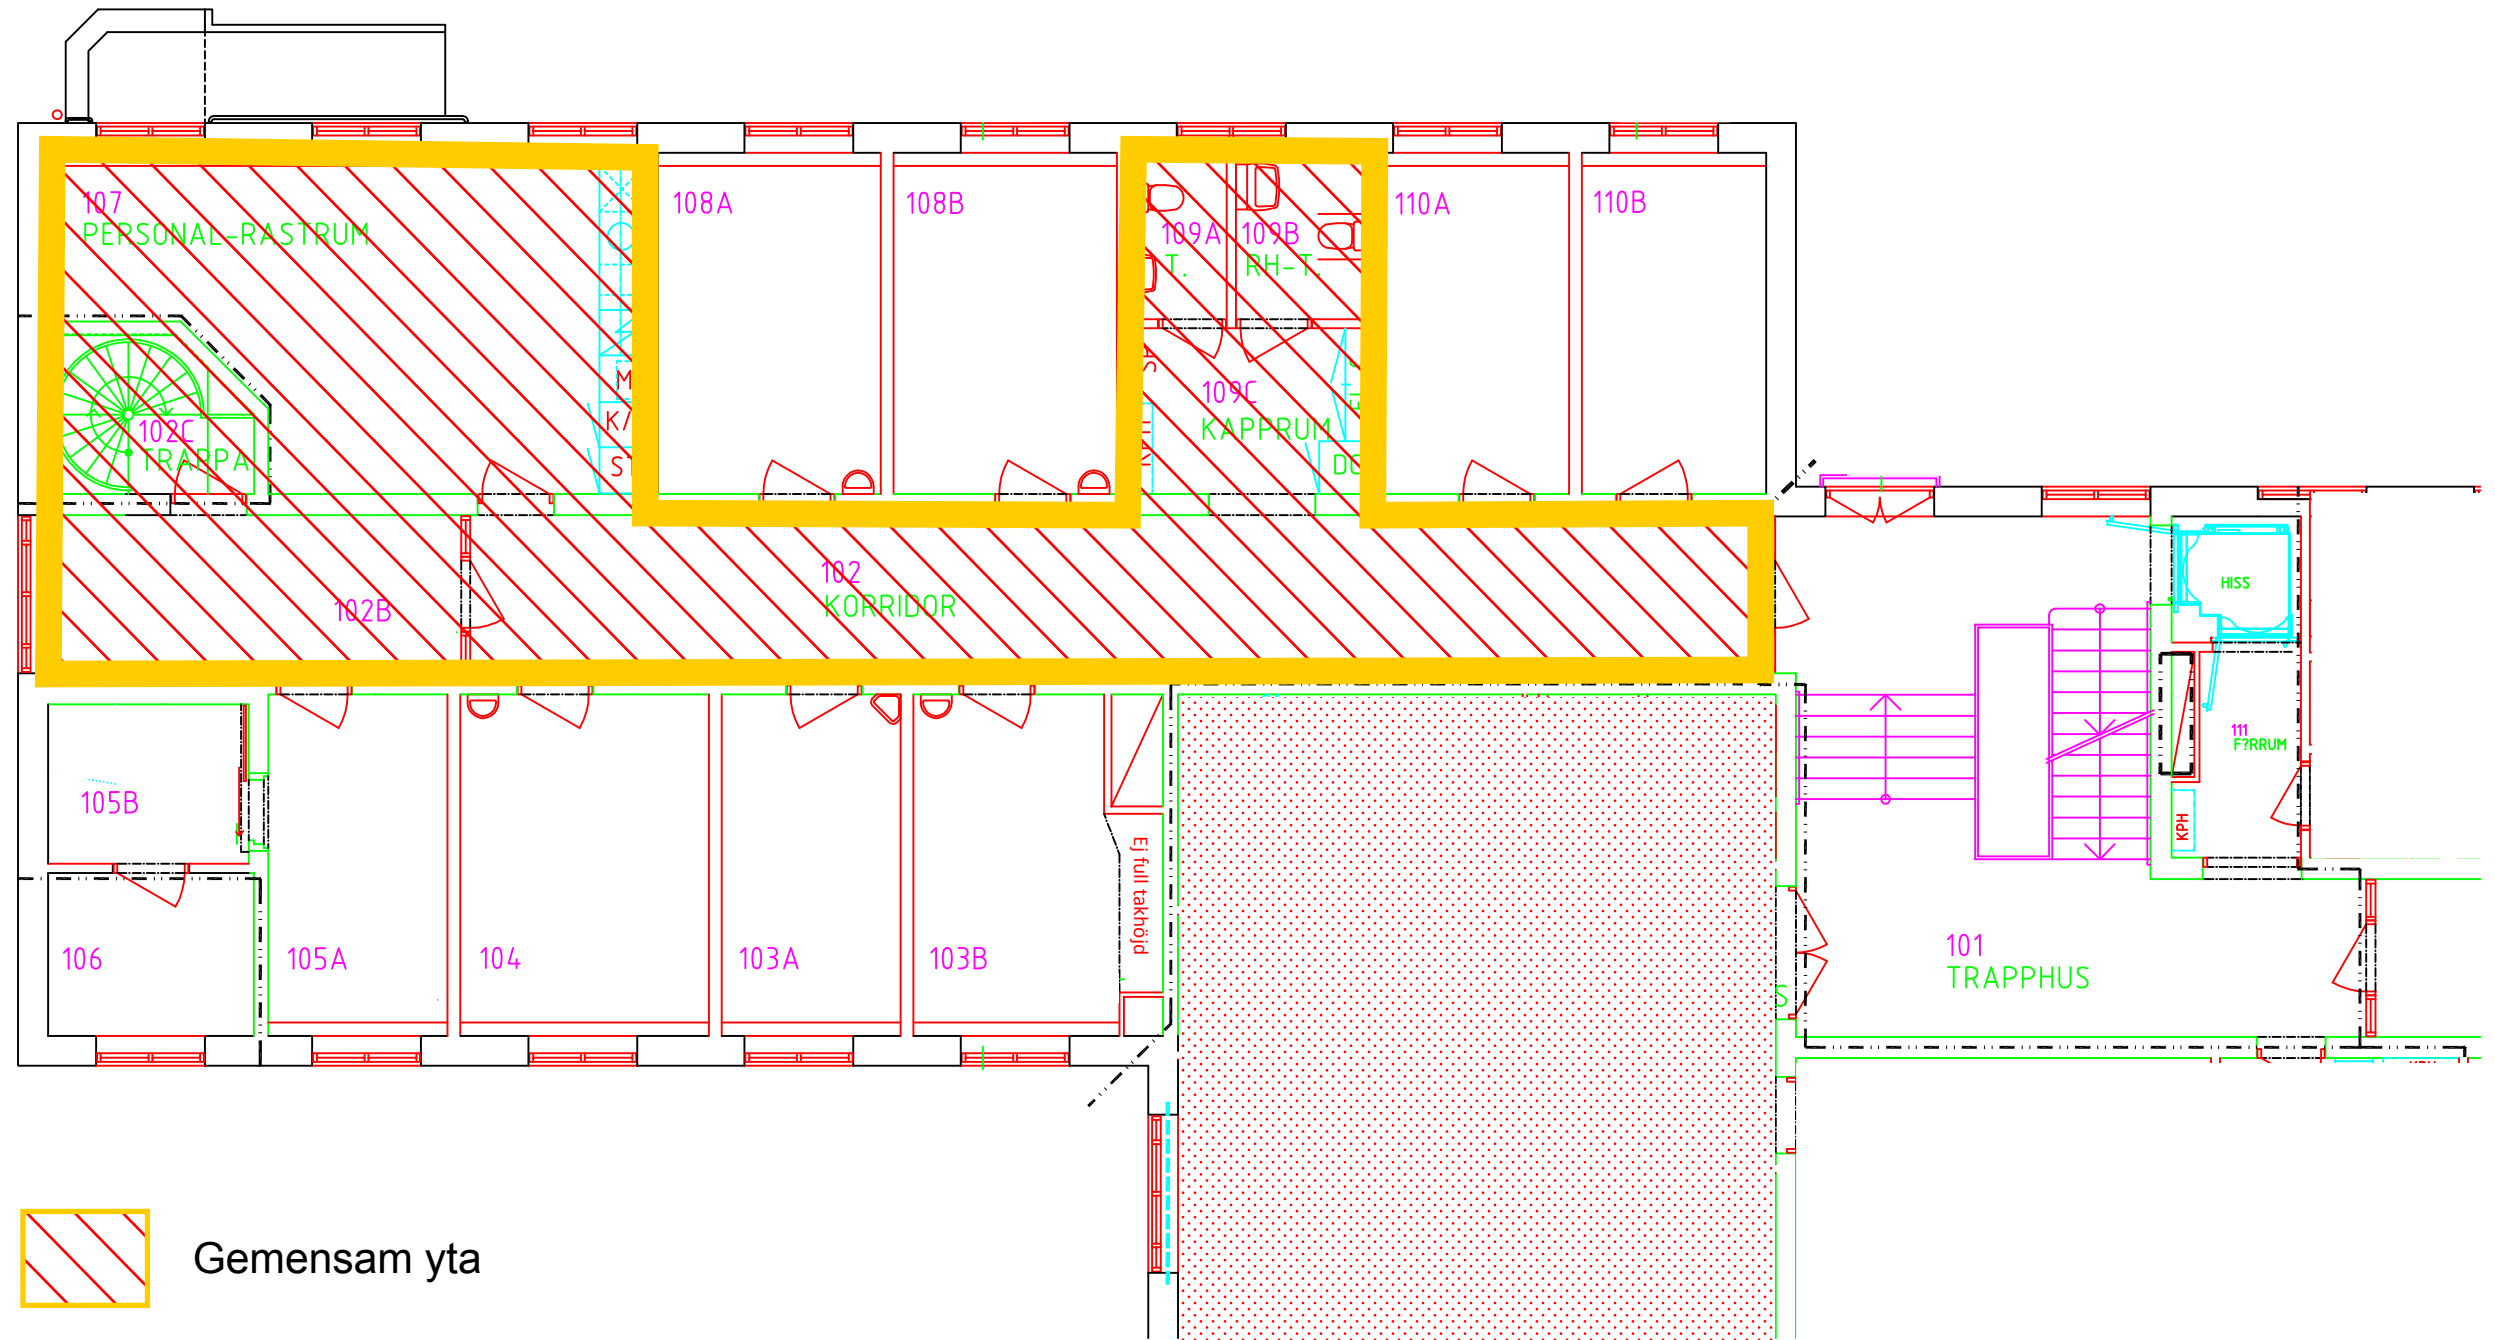 107
PERSONAL-RASTRUM
108A
108B
109A
T.
109B
RH-T.
110A
110B
102C
TRAPPA
109C
KAPPRUM
K/
ST
102
KORRIDOR
102B
HISS
111
F?RRUM
KPH
105B
Ej full takhöjd
106
105A
104
103A
103B
101
TRAPPHUS
Gemensam yta